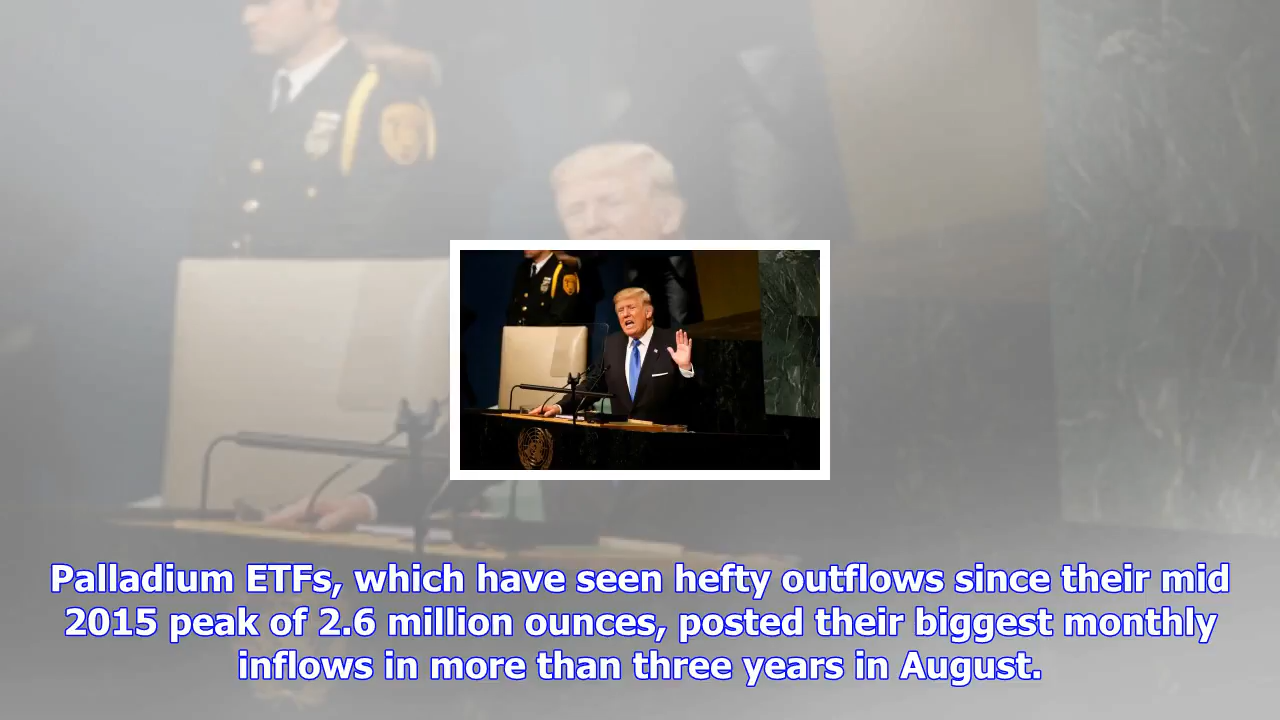 Palladium ETFs, which have seen hefty outflows since their mid
2015 peak of 2.6 million ounces, posted their biggest monthly
inflows in more than three years in August.